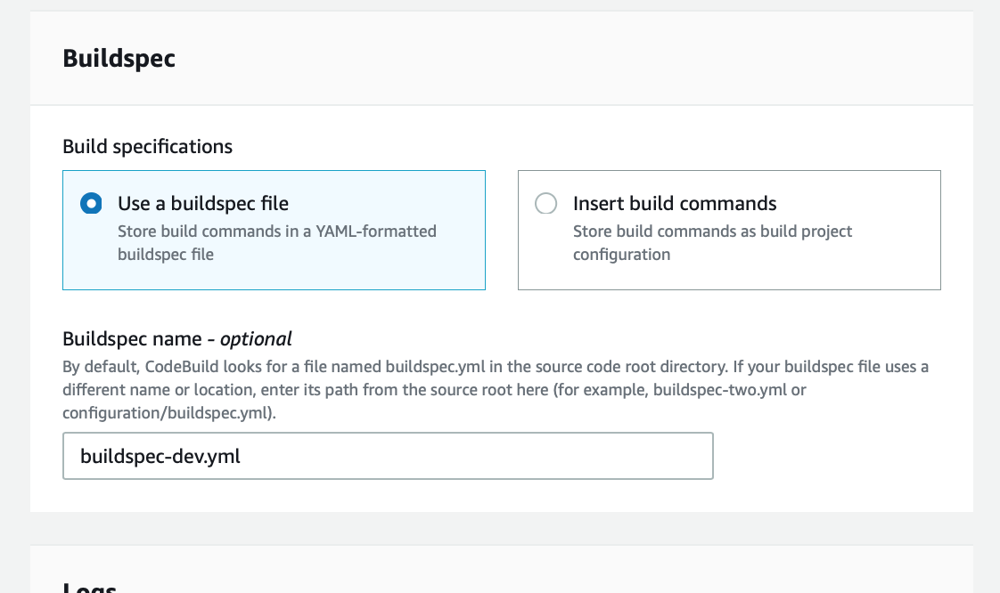 Buildspec
Build specifications
Use a buildspec file
Store build commands in a YAML-formatted
buildspec file
Insert build commands
Store build commands as build project
configuration
Buildspec name - optional
By default, CodeBuild looks for a file named buildspec.yml in the source code root directory. If your buildspec file uses a
different name or location, enter its path from the source root here (for example, buildspec-two.yml or
configuration/buildspec.yml).
buildspec-dev.yml
Logs